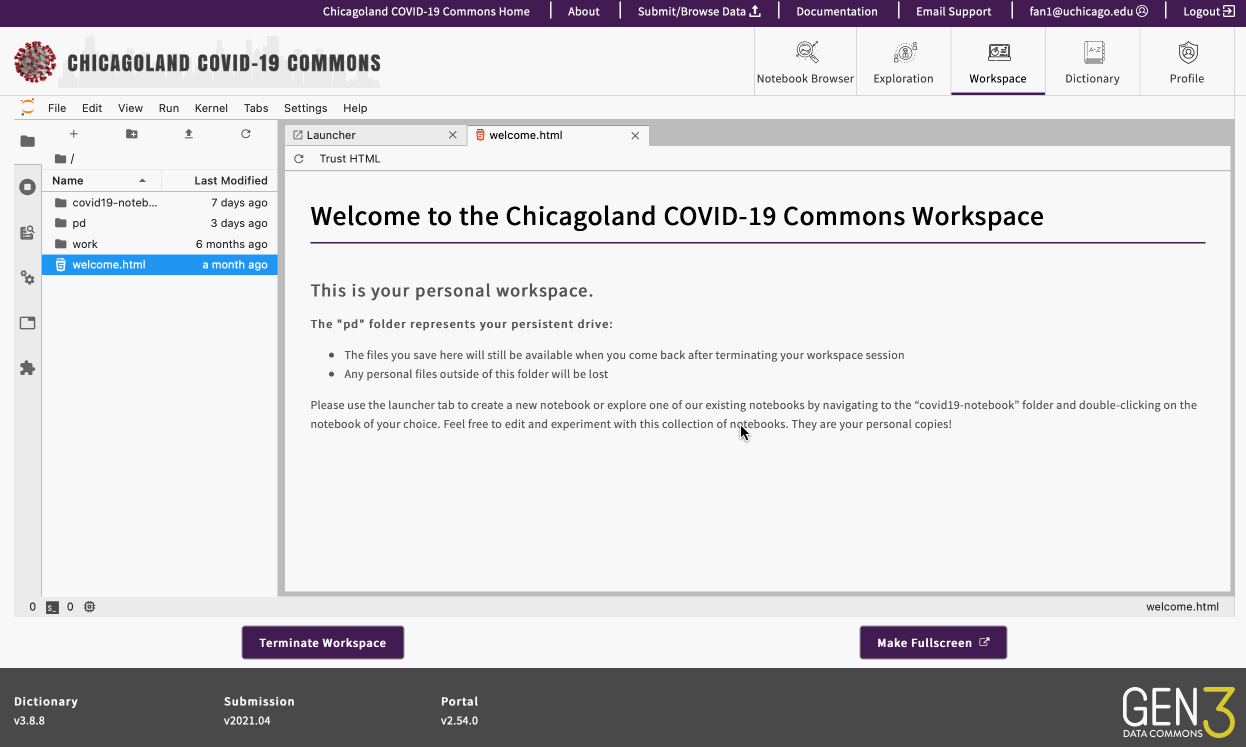 Chicagoland COVID-19 Commons Home | About | Submit/Browse Data | Documentation | Email Support | fan1@uchicago.edu | Logout
CHICAGOLAND COVID-19 COMMONS
Notebook Browser
Exploration
Workspace
A-Z
Dictionary
Profile
File Edit View Run Kernel Tabs Settings Help
Launcher
welcome.html
/
Trust HTML
Name Last Modified
covid19-noteb... 7 days ago
pd 3 days ago
work 6 months ago
welcome.html a month ago
Welcome to the Chicagoland COVID-19 Commons Workspace
This is your personal workspace.
The "pd" folder represents your persistent drive:
• The files you save here will still be available when you come back after terminating your workspace session
• Any personal files outside of this folder will be lost
Please use the launcher tab to create a new notebook or explore one of our existing notebooks by navigating to the “covid19-notebook” folder and double-clicking on the
notebook of your choice. Feel free to edit and experiment with this collection of notebooks. They are your personal copies!
0 $_ 0 welcome.html
Terminate Workspace
Make Fullscreen
Dictionary
v3.8.8
Submission
v2021.04
Portal
v2.54.0
GEN3
DATA COMMONS